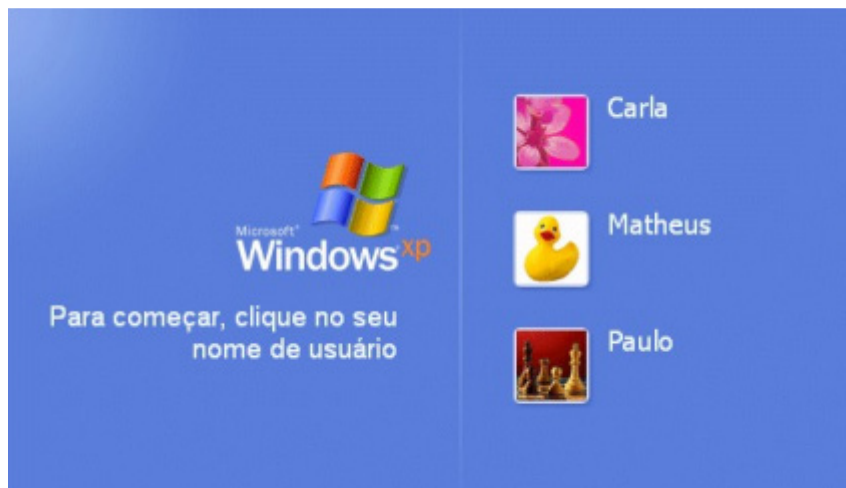 Microsoft®
Windows xp
Para começar, clique no seu
nome de usuário
Carla
Matheus
Paulo